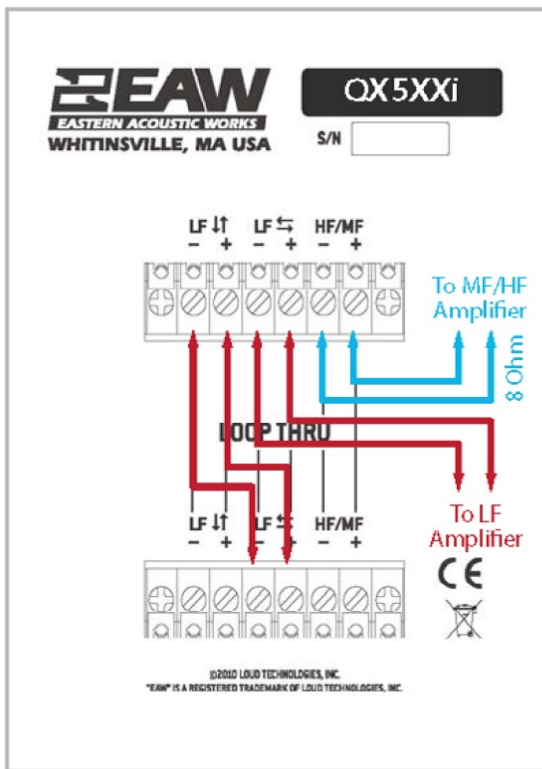 EAW
EASTERN ACOUSTIC WORKS
WHITINSVILLE, MA USA
QX5XXi
S/N
LF ↓↑ LF ⇆ HF/MF
− + − + − +
To MF/HF
Amplifier
8 Ohm
LOOP THRU
To LF
Amplifier
LF ↓↑ LF ⇆ HF/MF
− + − + − +
CE
©2010 LOUD TECHNOLOGIES, INC.
"EAW" IS A REGISTERED TRADEMARK OF LOUD TECHNOLOGIES, INC.